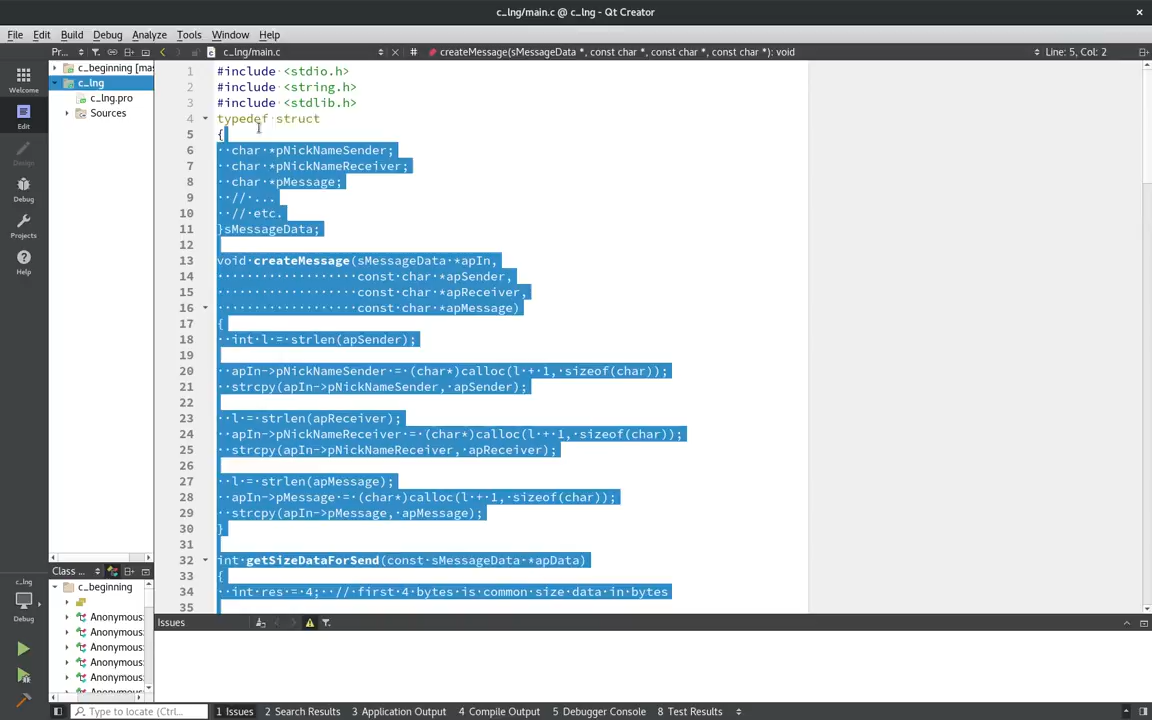 c_lng/main.c @ c_lng - Qt Creator
File Edit Build Debug Analyze Tools Window Help
Pr... c_lng/main.c # createMessage(sMessageData *, const char *, const char *, const char *): void Line: 5, Col: 2
Welcome
Edit
Design
Debug
Projects
Help
c_lng
Debug
c_beginning [mas
c_lng
c_lng.pro
Sources
1 #include <stdio.h>
2 #include <string.h>
3 #include <stdlib.h>
4 typedef struct
5 {
6 char *pNickNameSender;
7 char *pNickNameReceiver;
8 char *pMessage;
9 // ...
10 // etc.
11 }sMessageData;
12
13 void createMessage(sMessageData *apIn,
14 const char *apSender,
15 const char *apReceiver,
16 const char *apMessage)
17 {
18 int l = strlen(apSender);
19
20 apIn->pNickNameSender = (char*)calloc(l + 1, sizeof(char));
21 strcpy(apIn->pNickNameSender, apSender);
22
23 l = strlen(apReceiver);
24 apIn->pNickNameReceiver = (char*)calloc(l + 1, sizeof(char));
25 strcpy(apIn->pNickNameReceiver, apReceiver);
26
27 l = strlen(apMessage);
28 apIn->pMessage = (char*)calloc(l + 1, sizeof(char));
29 strcpy(apIn->pMessage, apMessage);
30 }
31
32 int getSizeDataForSend(const sMessageData *apData)
33 {
34 int res = 4; // first 4 bytes is common size data in bytes
35
Class ...
c_beginning
Anonymous:
Anonymous:
Anonymous:
Anonymous:
Anonymous:
Issues
Type to locate (Ctrl... 1 Issues 2 Search Results 3 Application Output 4 Compile Output 5 Debugger Console 8 Test Results